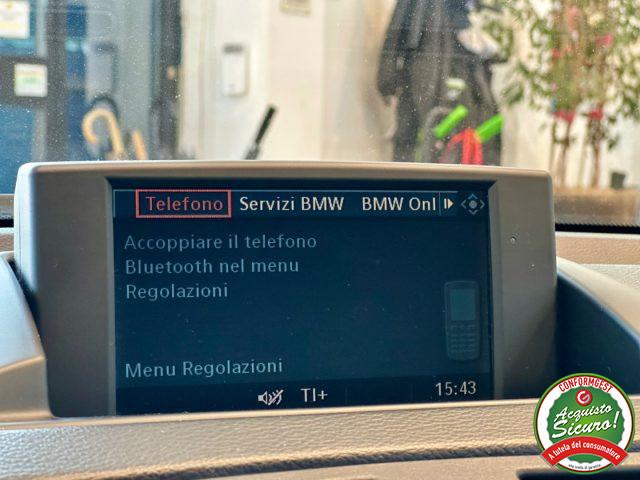 Telefono Servizi BMW BMW Onl
Accoppiare il telefono
Bluetooth nel menu
Regolazioni
Menu Regolazioni
TI+ 15:43
CONFORMGEST
Acquisto
Sicuro!
A tutela del consumatore